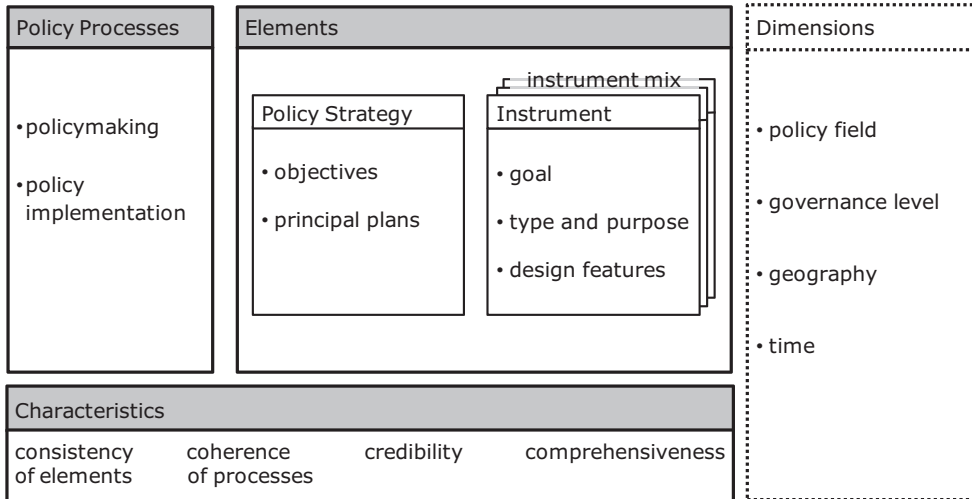 Policy Processes
•policymaking
•policy
implementation
Elements
Policy Strategy
• objectives
• principal plans
instrument mix
Instrument
• goal
• type and purpose
• design features
Dimensions
• policy field
• governance level
• geography
• time
Characteristics
consistency
of elements
coherence
of processes
credibility
comprehensiveness